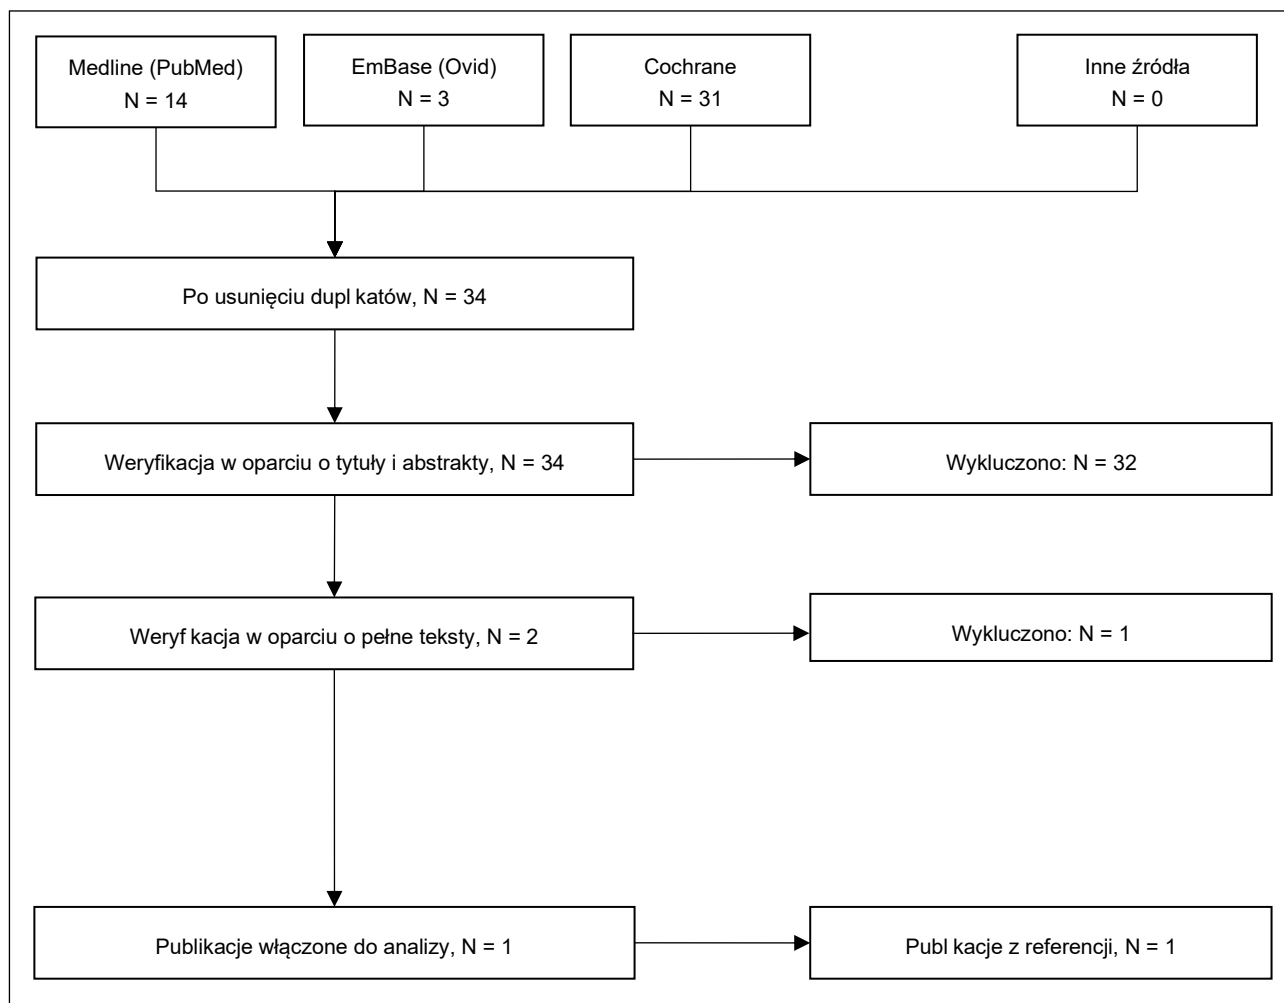 Medline (PubMed)
N = 14
EmBase (Ovid)
N = 3
Cochrane
N = 31
Inne źródła
N = 0
Po usunięciu dupl katów, N = 34
Weryfikacja w oparciu o tytuły i abstrakty, N = 34
Wykluczono: N = 32
Weryf kacja w oparciu o pełne teksty, N = 2
Wykluczono: N = 1
Publikacje włączone do analizy, N = 1
Publ kacje z referencji, N = 1